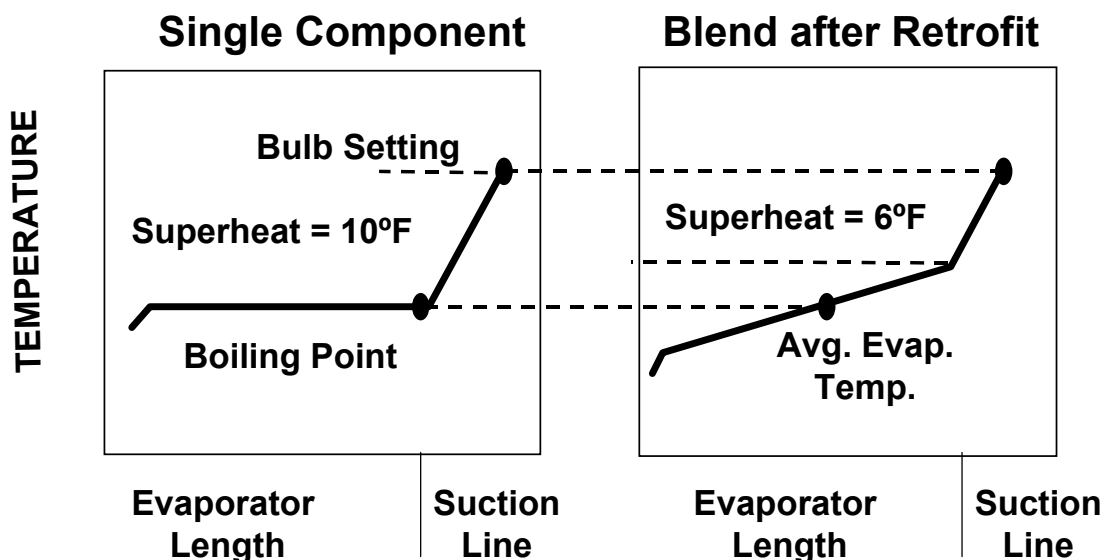 Single Component
Blend after Retrofit
TEMPERATURE
Bulb Setting
Superheat = 10ºF
Boiling Point
Superheat = 6ºF
Avg. Evap.
Temp.
Evaporator
Length
Suction
Line
Evaporator
Length
Suction
Line